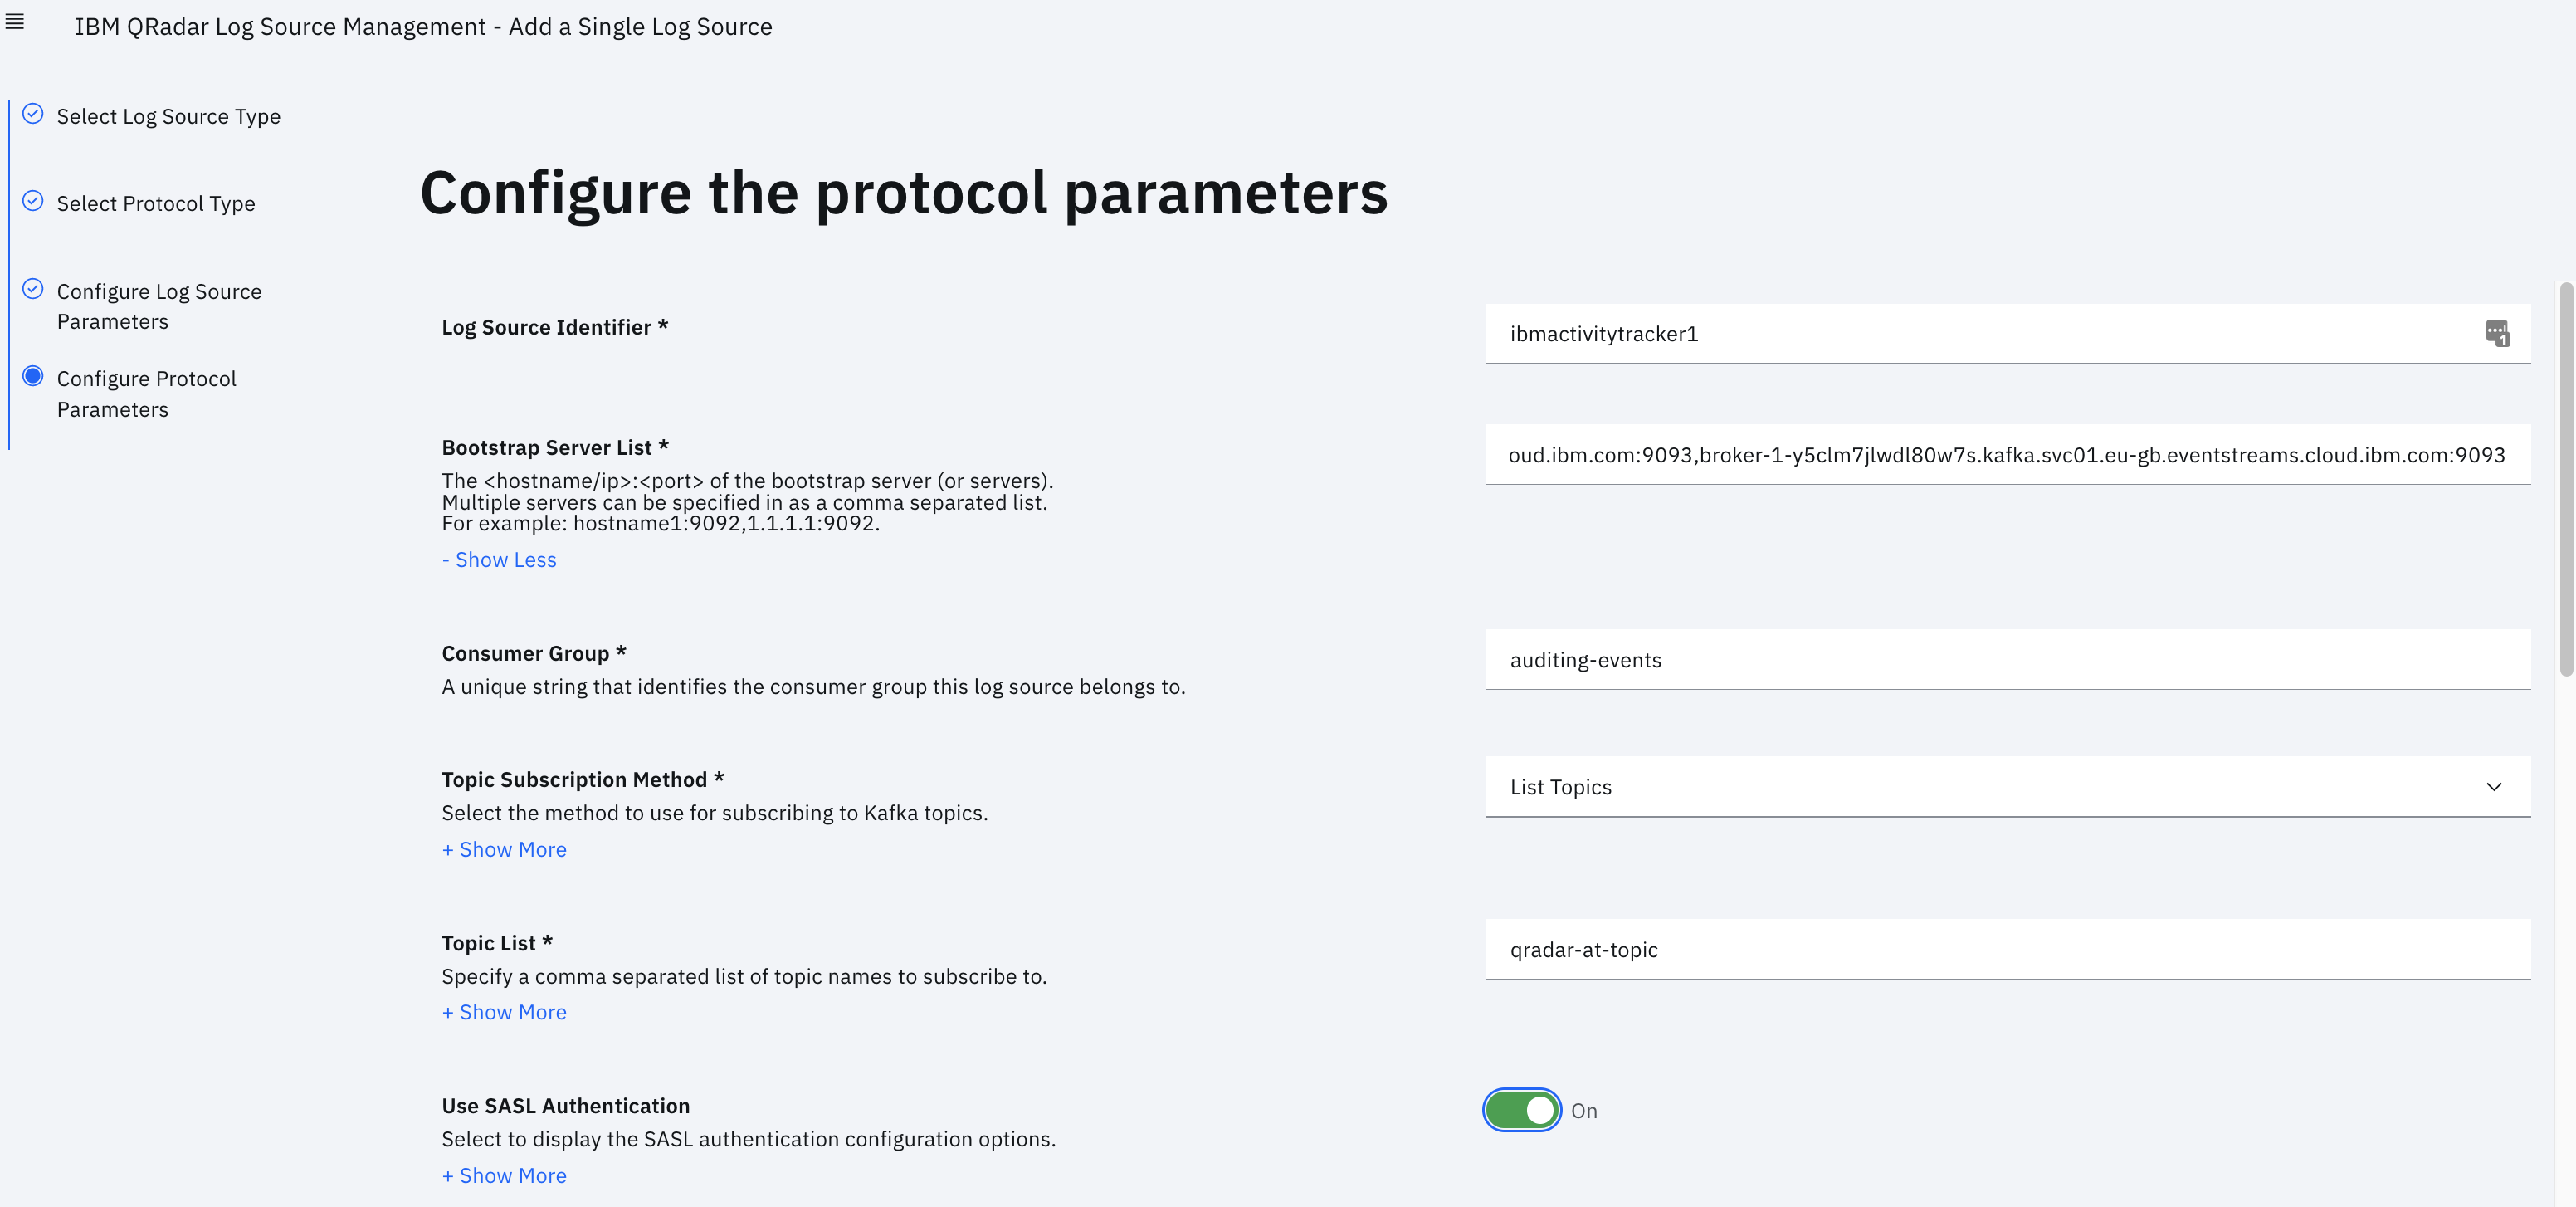 IBM QRadar Log Source Management - Add a Single Log Source
Select Log Source Type
Select Protocol Type
Configure Log Source
Parameters
Configure Protocol
Parameters
Configure the protocol parameters
Log Source Identifier *
ibmactivitytracker1
1
Bootstrap Server List *
The <hostname/ip>:<port> of the bootstrap server (or servers).
Multiple servers can be specified in as a comma separated list.
For example: hostname1:9092,1.1.1.1:9092.
- Show Less
oud.ibm.com:9093,broker-1-y5clm7jlwdl80w7s.kafka.svc01.eu-gb.eventstreams.cloud.ibm.com:9093
Consumer Group *
A unique string that identifies the consumer group this log source belongs to.
auditing-events
Topic Subscription Method *
Select the method to use for subscribing to Kafka topics.
+ Show More
List Topics
Topic List *
Specify a comma separated list of topic names to subscribe to.
+ Show More
qradar-at-topic
Use SASL Authentication
Select to display the SASL authentication configuration options.
+ Show More
On